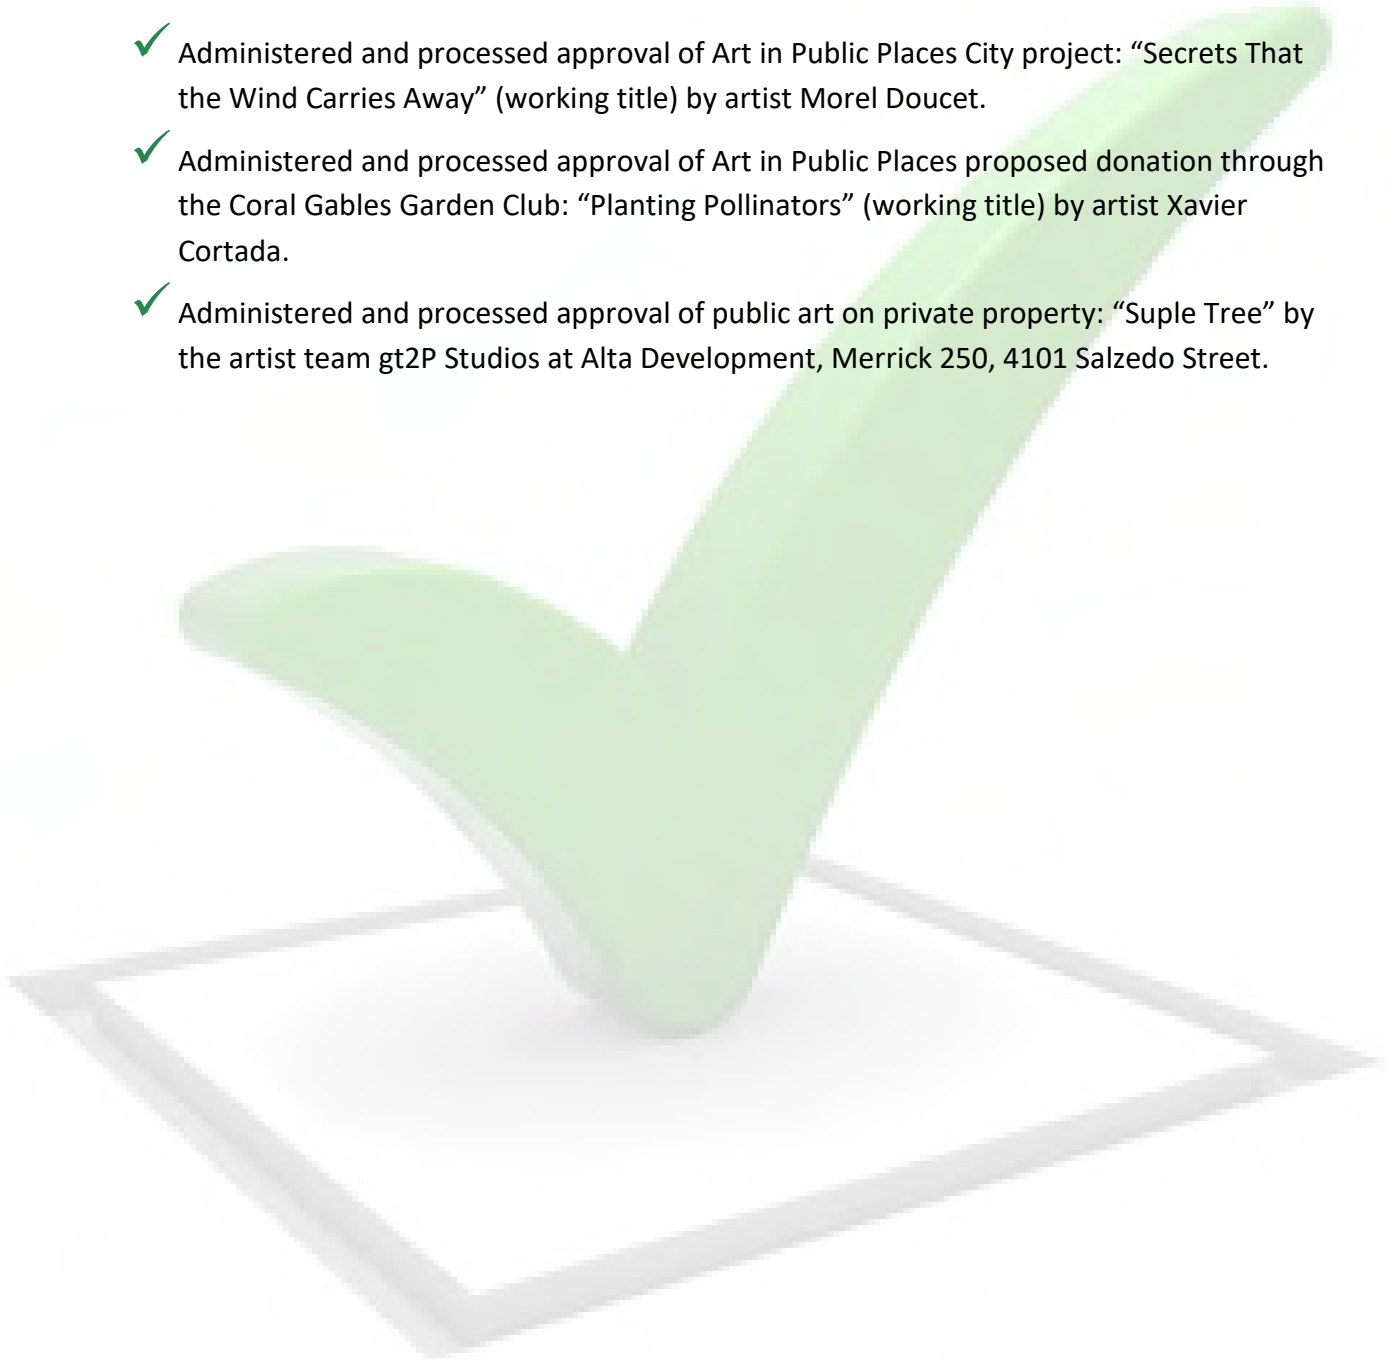 Administered and processed approval of Art in Public Places City project: “Secrets That
the Wind Carries Away” (working title) by artist Morel Doucet.
Administered and processed approval of Art in Public Places proposed donation through
the Coral Gables Garden Club: “Planting Pollinators” (working title) by artist Xavier
Cortada.
Administered and processed approval of public art on private property: “Suple Tree” by
the artist team gt2P Studios at Alta Development, Merrick 250, 4101 Salzedo Street.